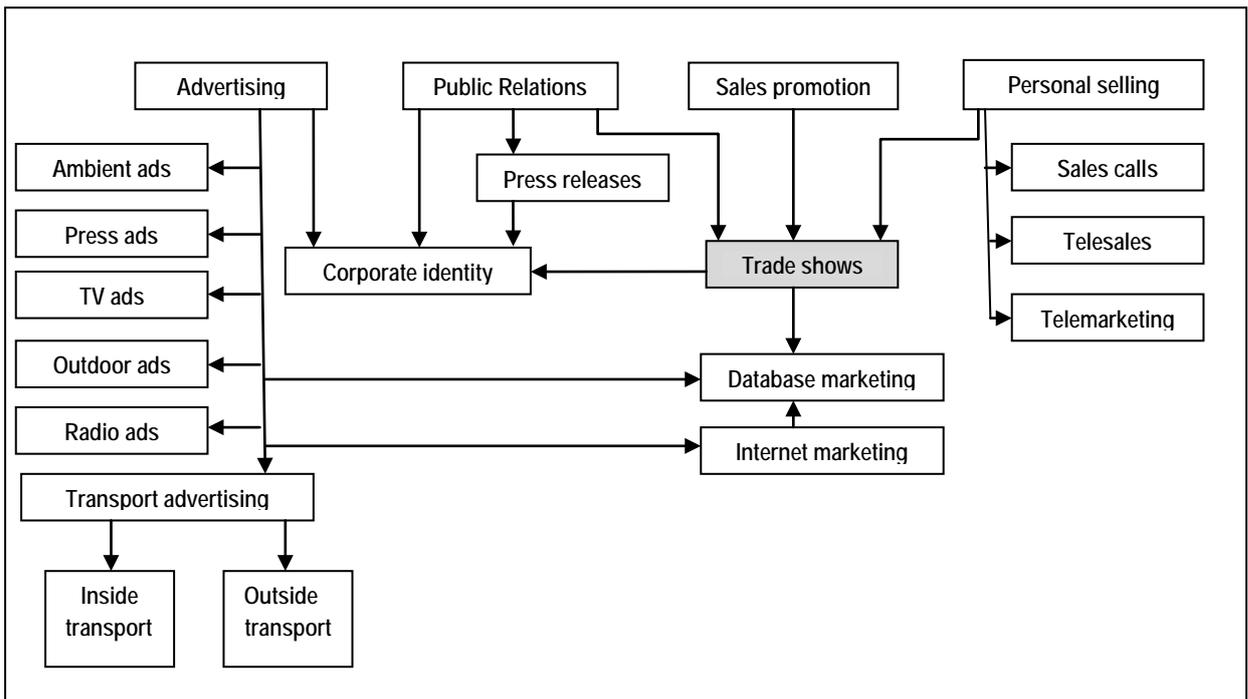 Advertising
Public Relations
Sales promotion
Personal selling
Ambient ads
Press releases
Sales calls
Press ads
Telesales
Corporate identity
Trade shows
TV ads
Telemarketing
Outdoor ads
Database marketing
Radio ads
Internet marketing
Transport advertising
Inside
transport
Outside
transport